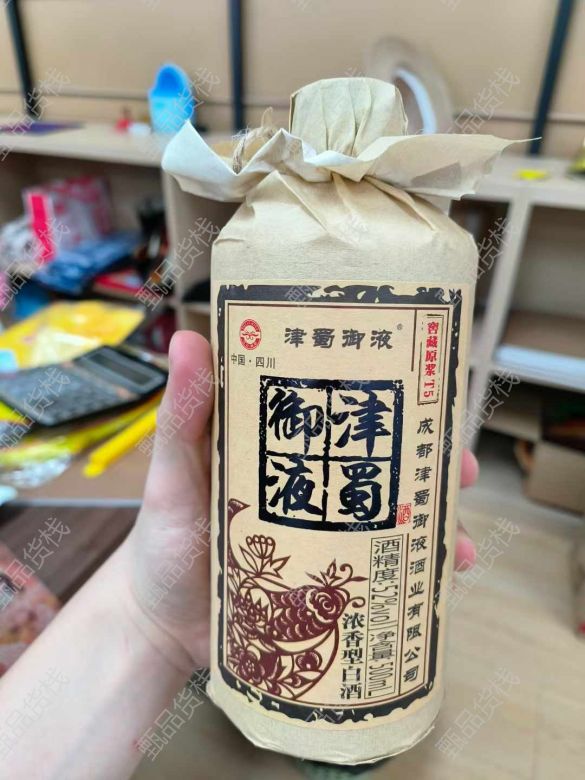 津蜀御液®
中国·四川
窖藏原浆T5
津蜀
御液
成都津蜀御液酒业有限公司
酒精度:52%vol 净含量:500mL
浓香型白酒
甄品货栈